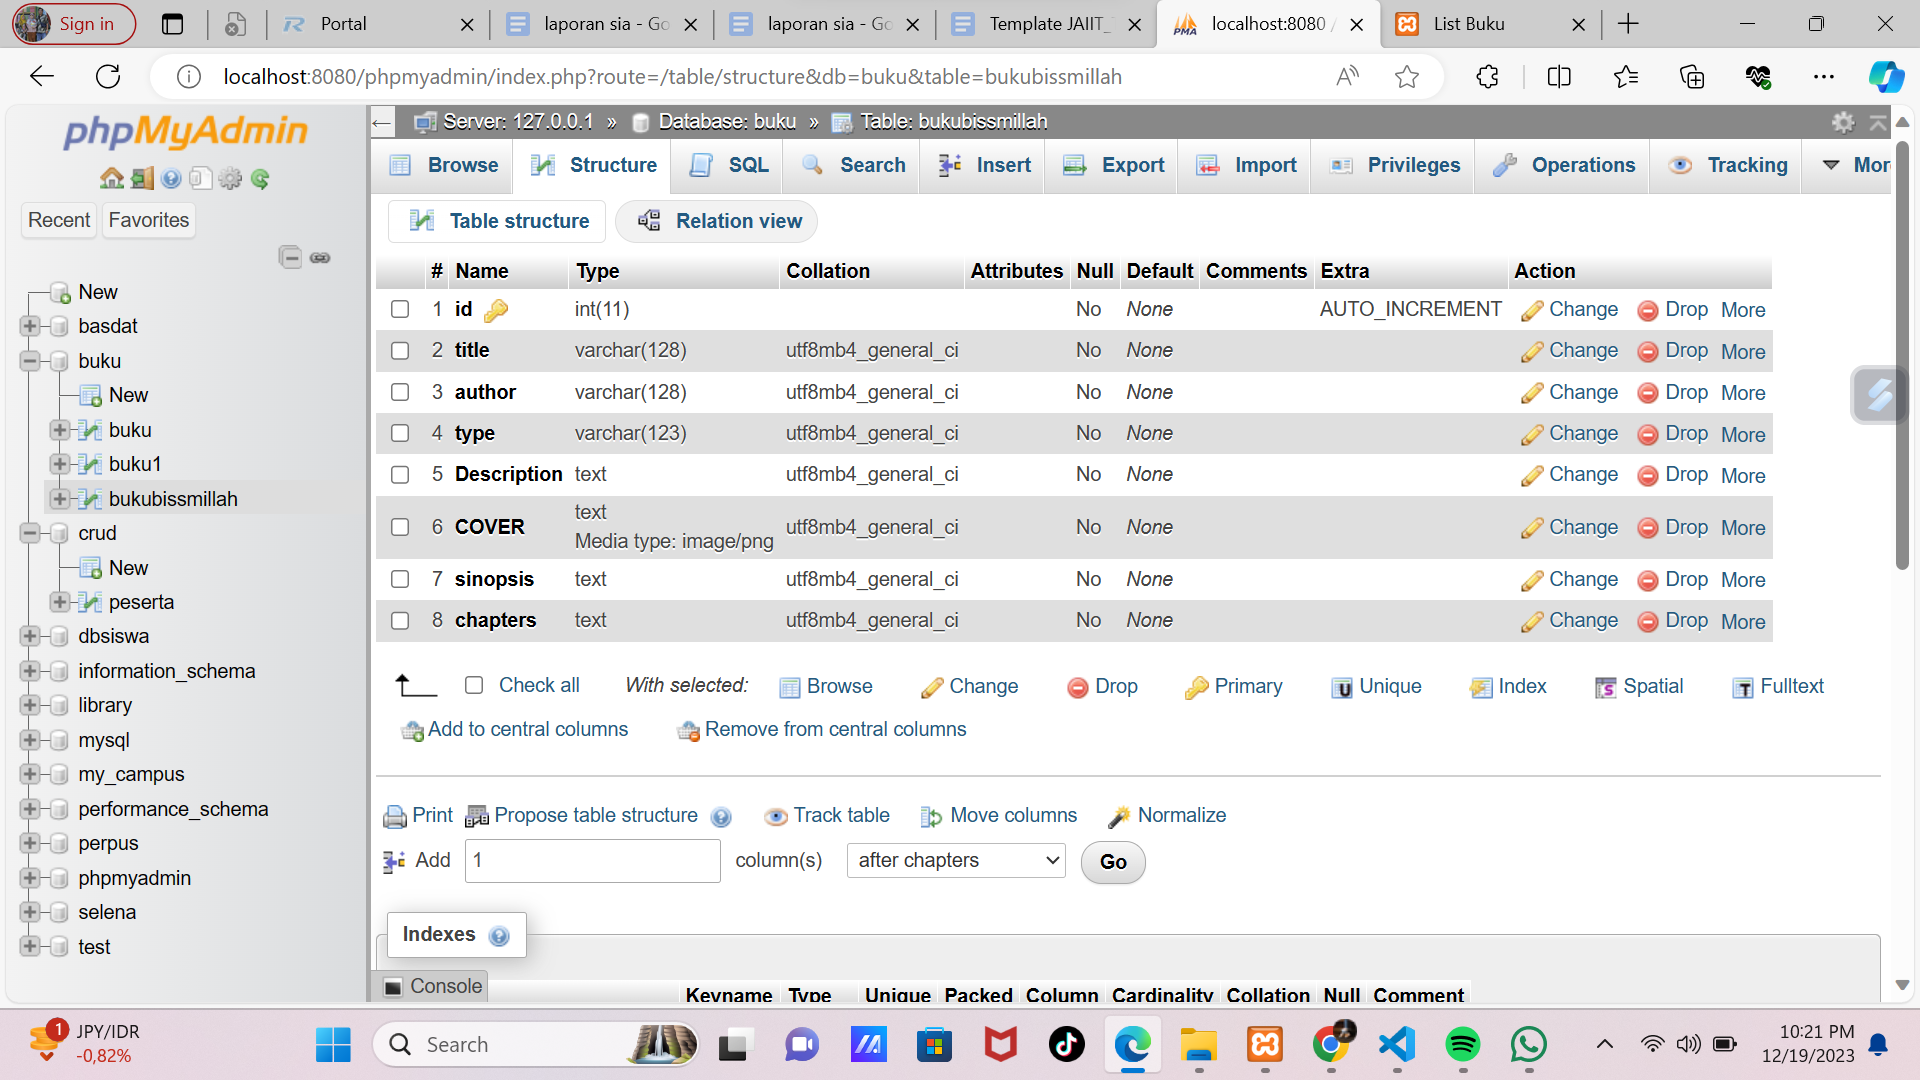 Sign in
Portal
laporan sia - Go
laporan sia - Go
Template JAIIT_
PMA
localhost:8080 /
List Buku
localhost:8080/phpmyadmin/index.php?route=/table/structure&db=buku&table=bukubissmillah
phpMyAdmin
Recent
Favorites
New
basdat
buku
New
buku
buku1
bukubissmillah
crud
New
peserta
dbsiswa
information_schema
library
mysql
my_campus
performance_schema
perpus
phpmyadmin
selena
test
Server: 127.0.0.1 » Database: buku » Table: bukubissmillah
Browse Structure SQL Search Insert Export Import Privileges Operations Tracking Mor
Table structure Relation view
# Name Type Collation Attributes Null Default Comments Extra Action
1 id int(11) No None AUTO_INCREMENT Change Drop More
2 title varchar(128) utf8mb4_general_ci No None Change Drop More
3 author varchar(128) utf8mb4_general_ci No None Change Drop More
4 type varchar(123) utf8mb4_general_ci No None Change Drop More
5 Description text utf8mb4_general_ci No None Change Drop More
6 COVER text utf8mb4_general_ci No None Change Drop More
Media type: image/png
7 sinopsis text utf8mb4_general_ci No None Change Drop More
8 chapters text utf8mb4_general_ci No None Change Drop More
Check all With selected: Browse Change Drop Primary Unique Index Spatial Fulltext
Add to central columns Remove from central columns
Print Propose table structure Track table Move columns Normalize
Add 1 column(s) after chapters Go
Indexes
Console
Keyname Type Unique Packed Column Cardinality Collation Null Comment
1
JPY/IDR
-0,82%
Search
10:21 PM
12/19/2023